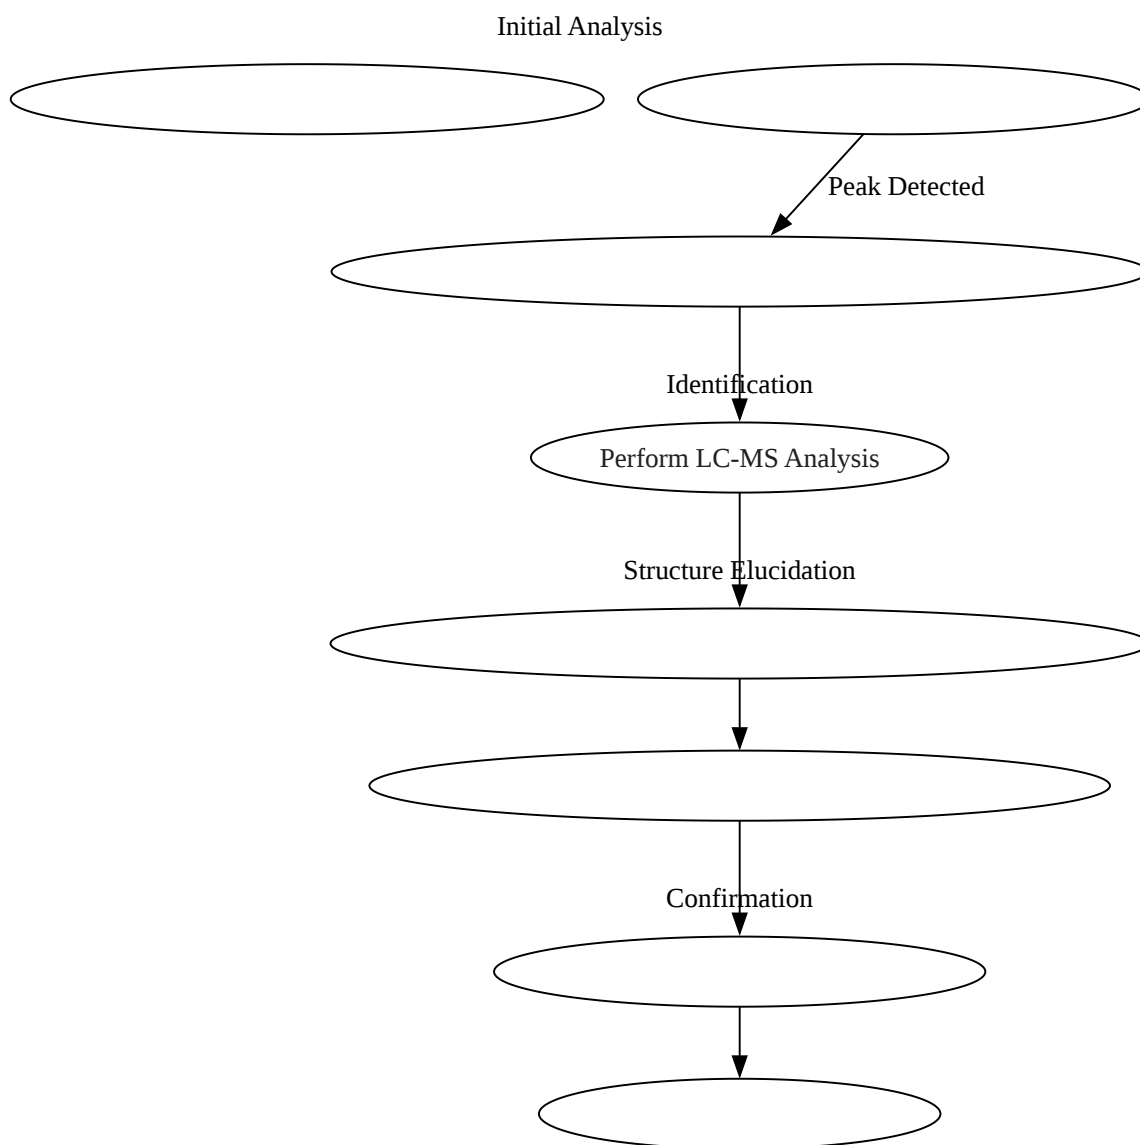 Initial Analysis
Peak Detected
Identification
Perform LC-MS Analysis
Structure Elucidation
Confirmation